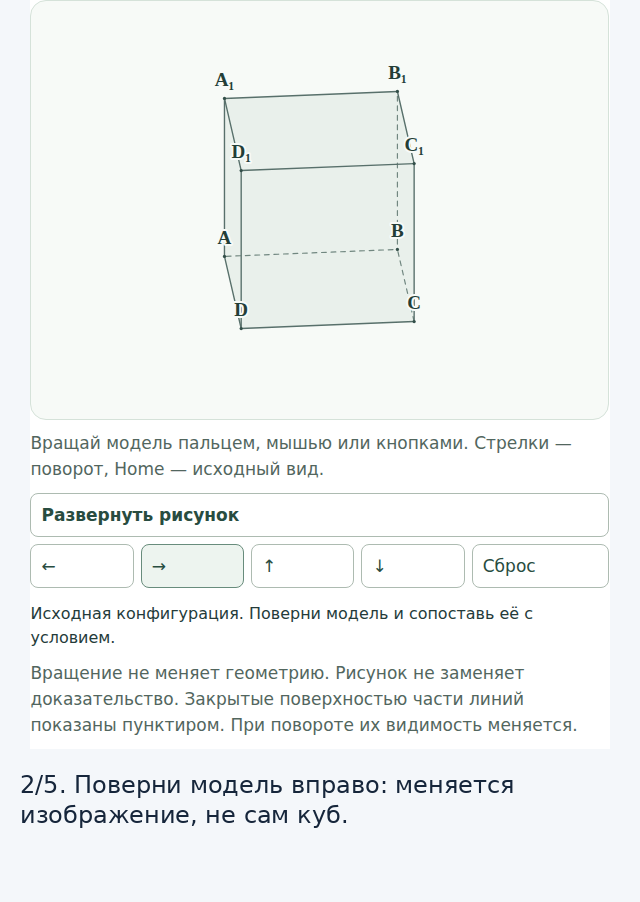 A₁
B₁
D₁
C₁
A
B
D
C
Вращай модель пальцем, мышью или кнопками. Стрелки —
поворот, Home — исходный вид.
Развернуть рисунок
← → ↑ ↓ Сброс
Исходная конфигурация. Поверни модель и сопоставь её с
условием.
Вращение не меняет геометрию. Рисунок не заменяет
доказательство. Закрытые поверхностью части линий
показаны пунктиром. При повороте их видимость меняется.
2/5. Поверни модель вправо: меняется
изображение, не сам куб.